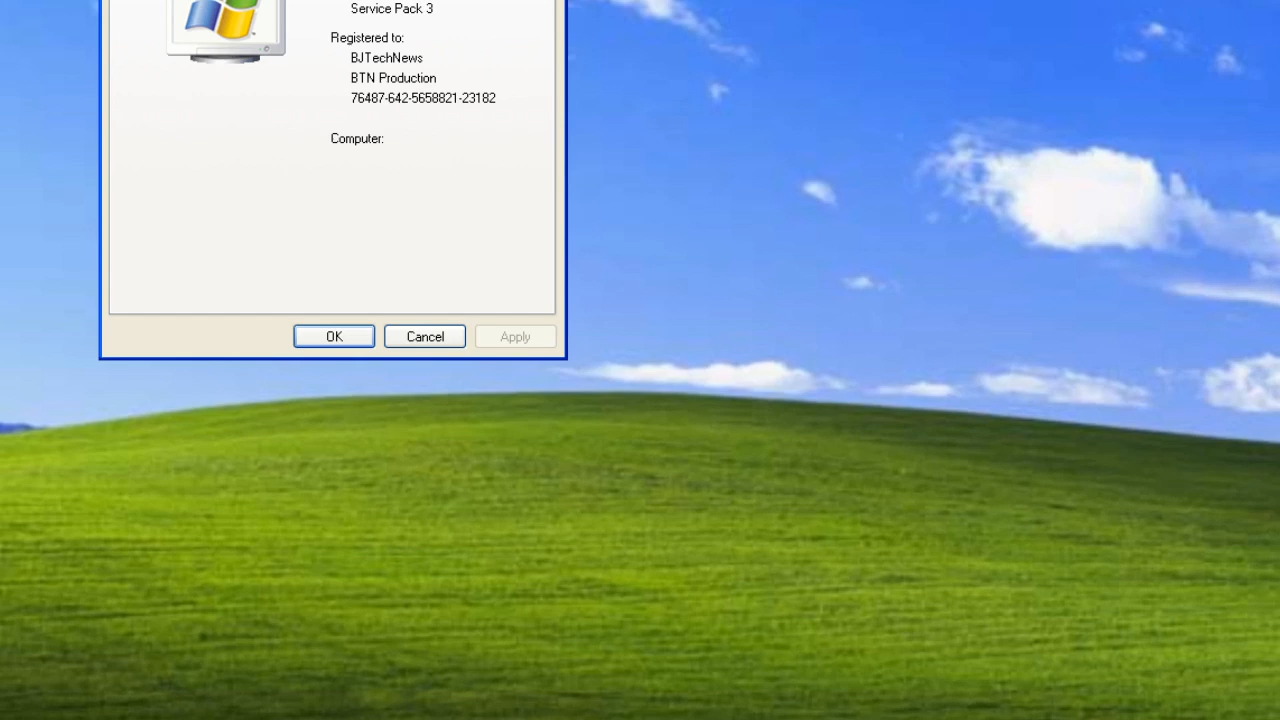 Service Pack 3
Registered to:
BJTechNews
BTN Production
76487-642-5658821-23182
Computer:
OK
Cancel
Apply